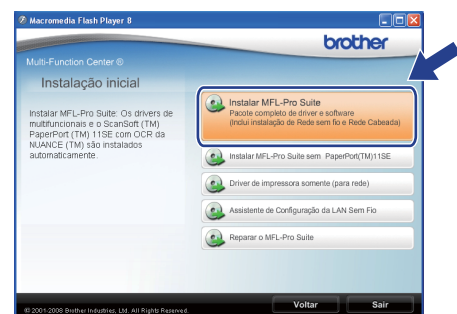 Macromedia Flash Player 8
brother
Multi-Function Center ®
Instalação inicial
Instalar MFL-Pro Suite: Os drivers de
multifuncionais e o ScanSoft (TM)
PaperPort (TM) 11SE com OCR da
NUANCE (TM) são instalados
automaticamente.
Instalar MFL-Pro Suite
Pacote completo de driver e software
(Indui instalação de Rede sem fio e Rede Cabeada)
Instalar MFL-Pro Suite sem PaperPort(TM)11SE
Driver de impressora somente (para rede)
Assistente de Configuração da LAN Sem Fio
Reparar o MFL-Pro Suite
© 2001-2008 Brother Industries, Ltd. All Rights Reserved.
Voltar
Sair